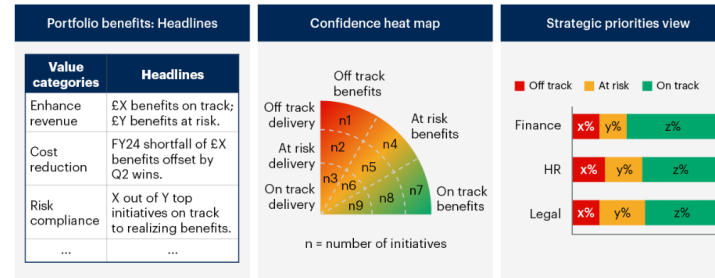 Portfolio benefits: Headlines
Value
categories
Headlines
Enhance
revenue
£X benefits on track;
£Y benefits at risk.
Cost
reduction
FY24 shortfall of £X
benefits offset by
Q2 wins.
Risk
compliance
X out of Y top
initiatives on track
to realizing benefits.
...
...
Confidence heat map
Off track
benefits
Off track
delivery
At risk
benefits
At risk
delivery
On track
delivery
On track
benefits
n1
n2
n4
n5
n3
n6
n7
n8
n9
n = number of initiatives
Strategic priorities view
Off track
At risk
On track
Finance
x%
y%
z%
HR
x%
y%
z%
Legal
x%
y%
z%